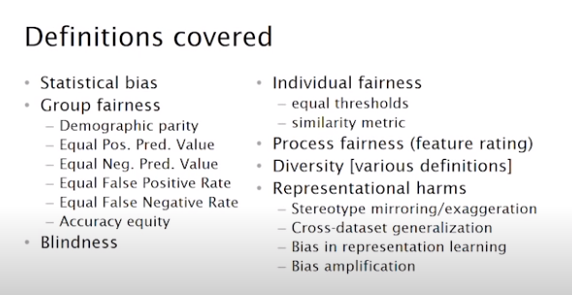 Definitions covered
• Statistical bias
• Group fairness
– Demographic parity
– Equal Pos. Pred. Value
– Equal Neg. Pred. Value
– Equal False Positive Rate
– Equal False Negative Rate
– Accuracy equity
• Blindness
• Individual fairness
– equal thresholds
– similarity metric
• Process fairness (feature rating)
• Diversity [various definitions]
• Representational harms
– Stereotype mirroring/exaggeration
– Cross-dataset generalization
– Bias in representation learning
– Bias amplification